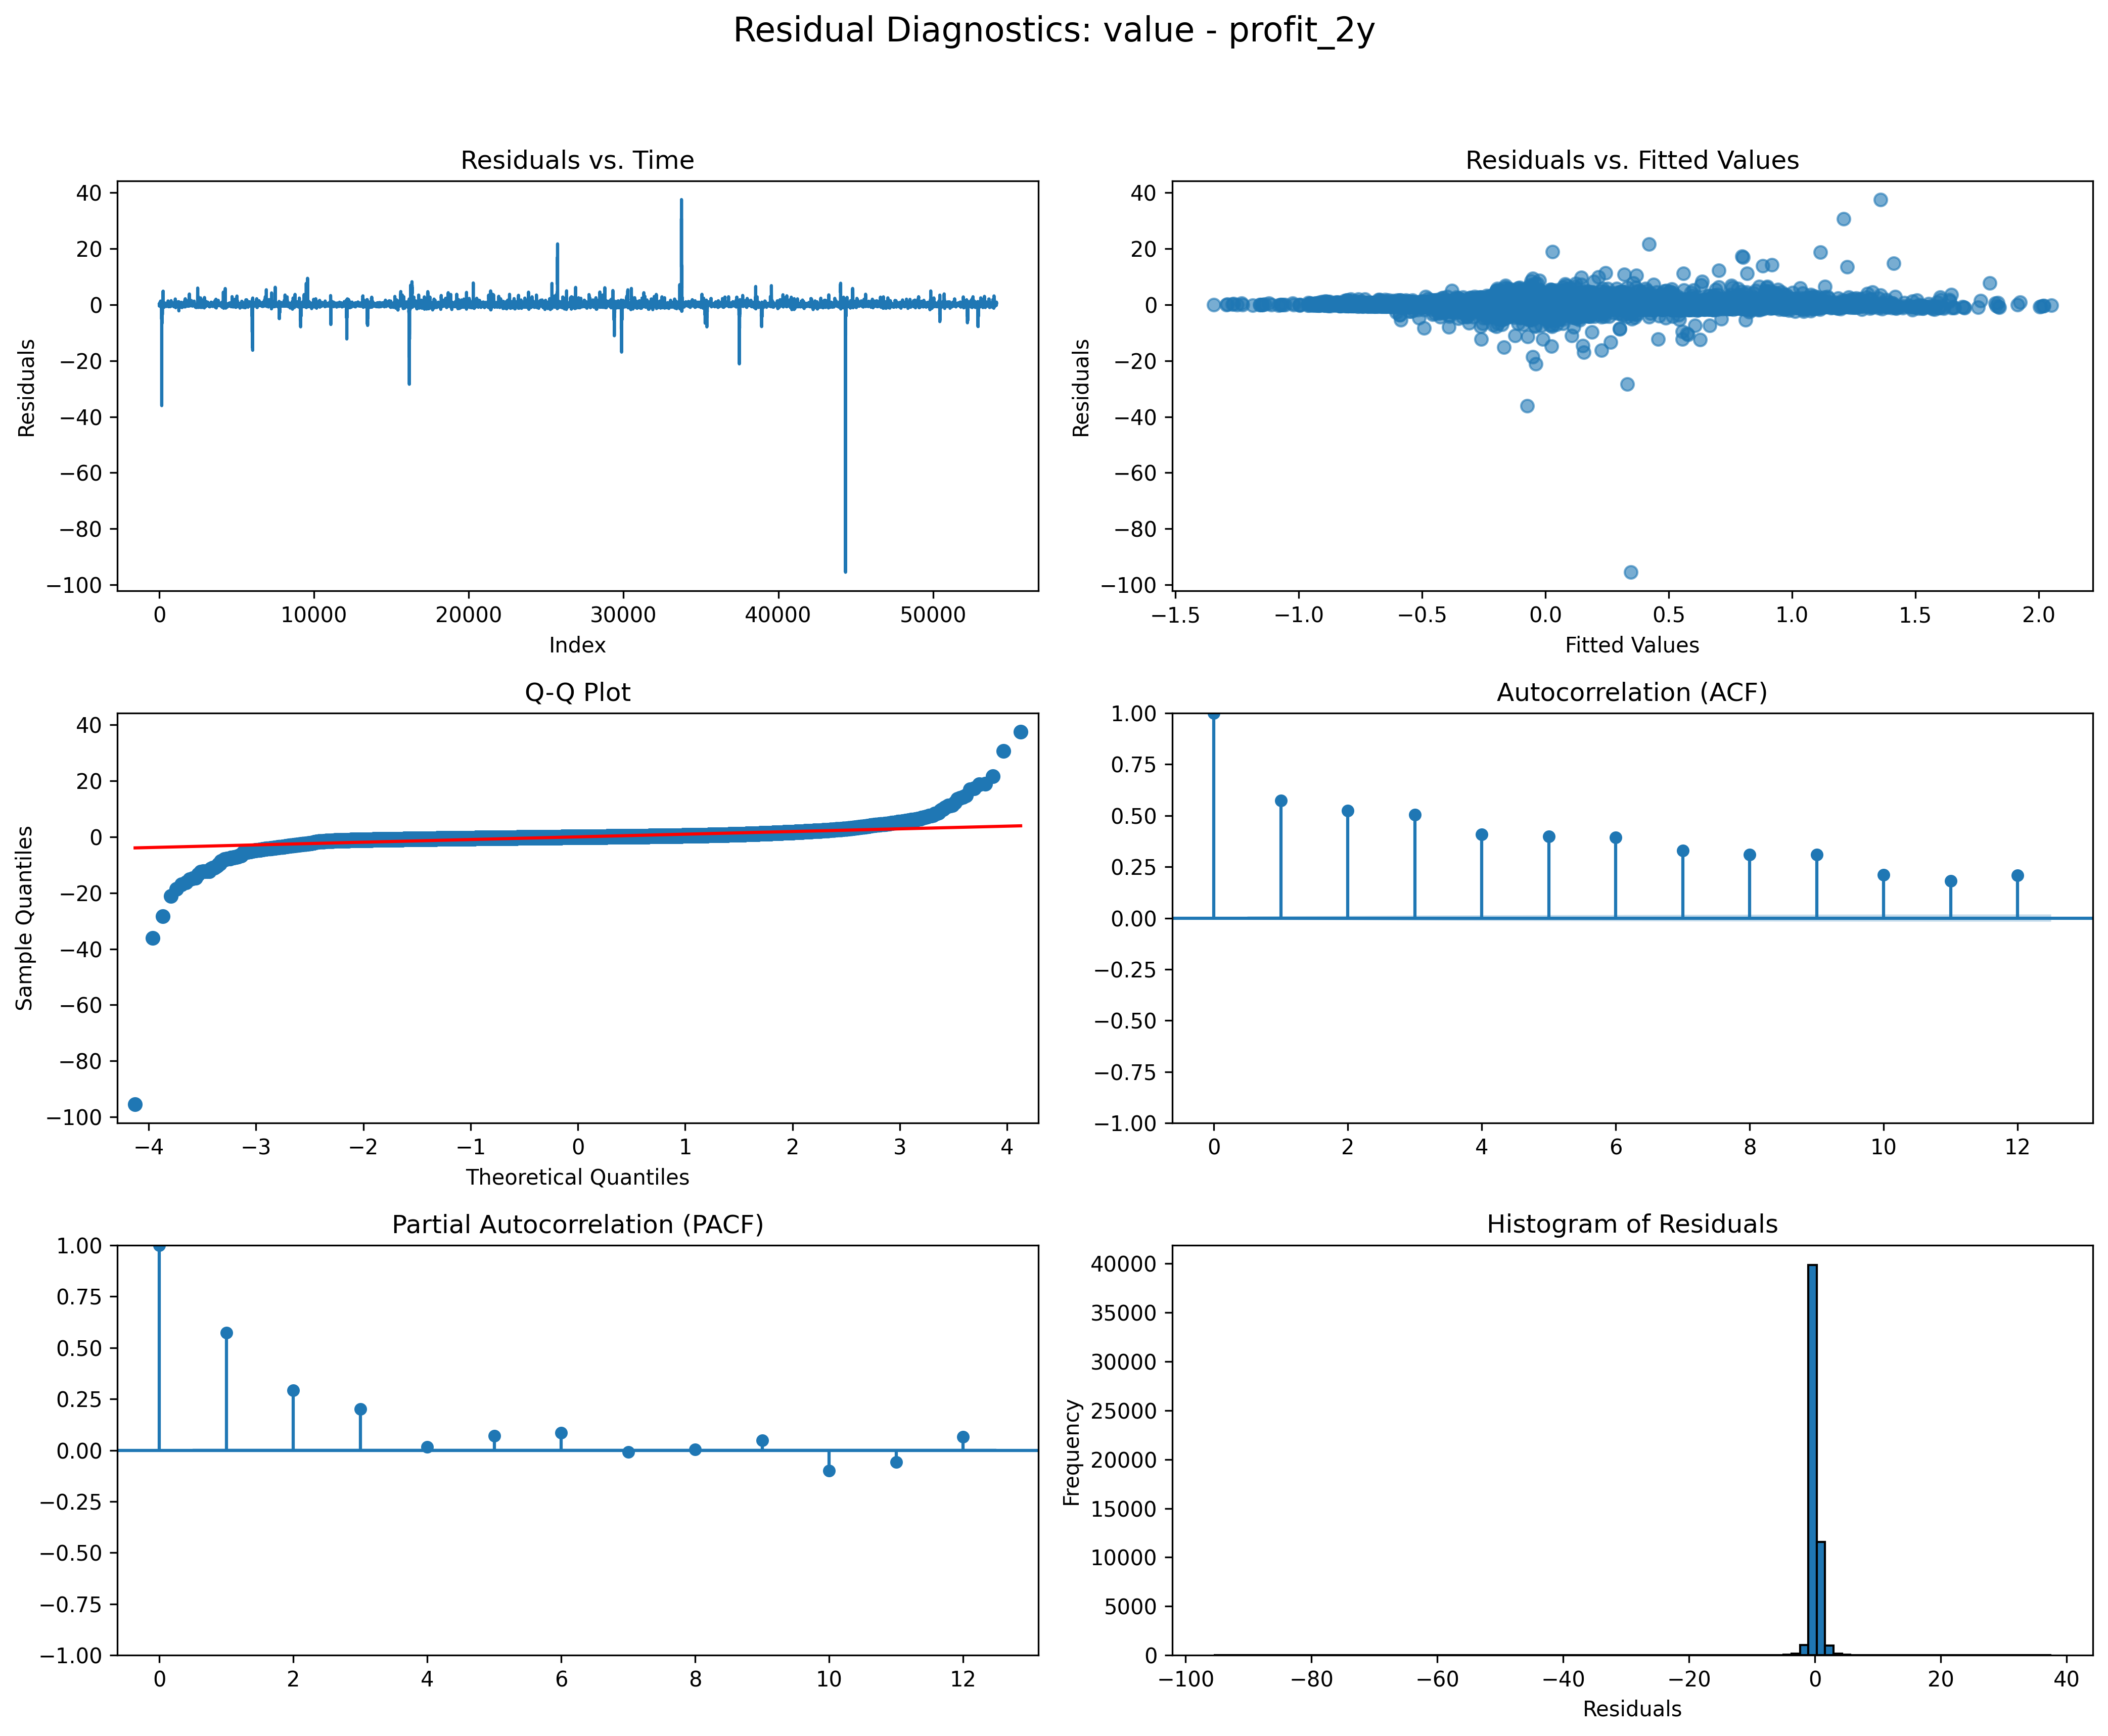 Residual Diagnostics: value - profit_2y
Residuals vs. Time
40
20
0
−20
−40
−60
−80
−100
Residuals
0 10000 20000 30000 40000 50000
Index
Residuals vs. Fitted Values
40
20
0
−20
−40
−60
−80
−100
Residuals
−1.5 −1.0 −0.5 0.0 0.5 1.0 1.5 2.0
Fitted Values
Q-Q Plot
40
20
0
−20
−40
−60
−80
−100
Sample Quantiles
−4 −3 −2 −1 0 1 2 3 4
Theoretical Quantiles
Autocorrelation (ACF)
1.00
0.75
0.50
0.25
0.00
−0.25
−0.50
−0.75
−1.00
0 2 4 6 8 10 12
Partial Autocorrelation (PACF)
1.00
0.75
0.50
0.25
0.00
−0.25
−0.50
−0.75
−1.00
0 2 4 6 8 10 12
Histogram of Residuals
40000
35000
30000
25000
20000
15000
10000
5000
0
Frequency
−100 −80 −60 −40 −20 0 20 40
Residuals